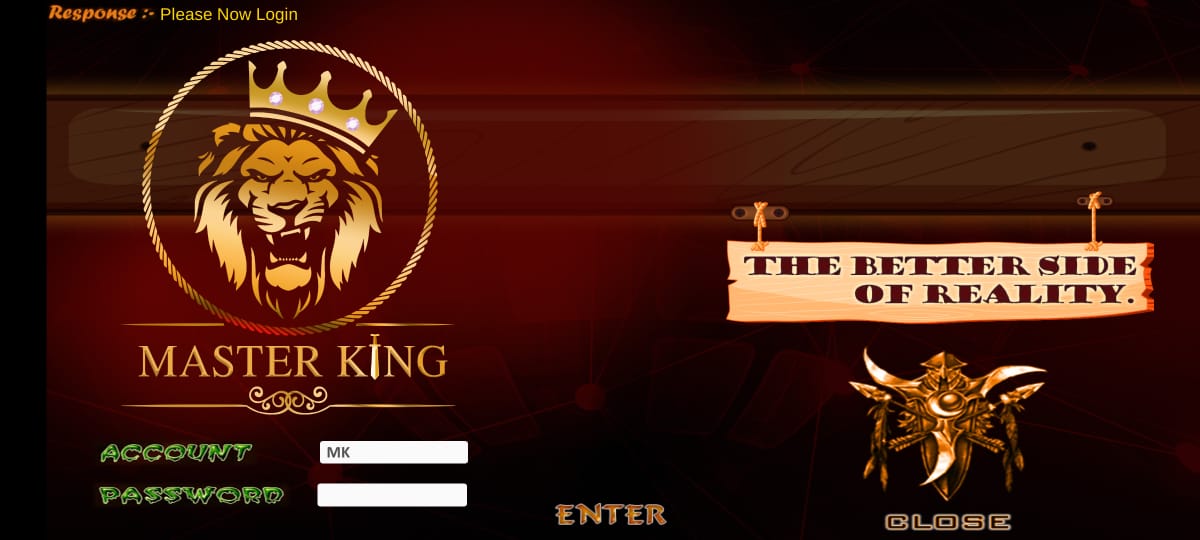 Response :- Please Now Login
THE BETTER SIDE
OF REALITY.
MASTER KING
ACCOUNT MK
PASSWORD
ENTER
CLOSE